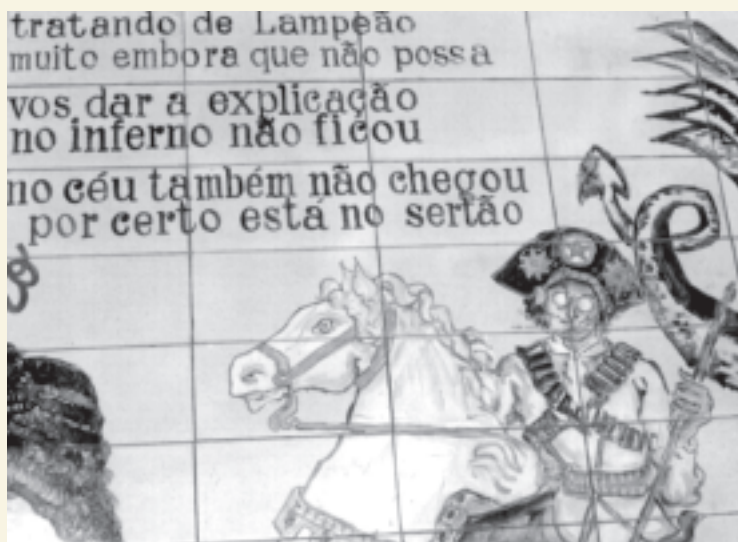 tratando de Lampeão
muito embora que não possa
vos dar a explicação
no inferno não ficou
no céu também não chegou
por certo está no sertão